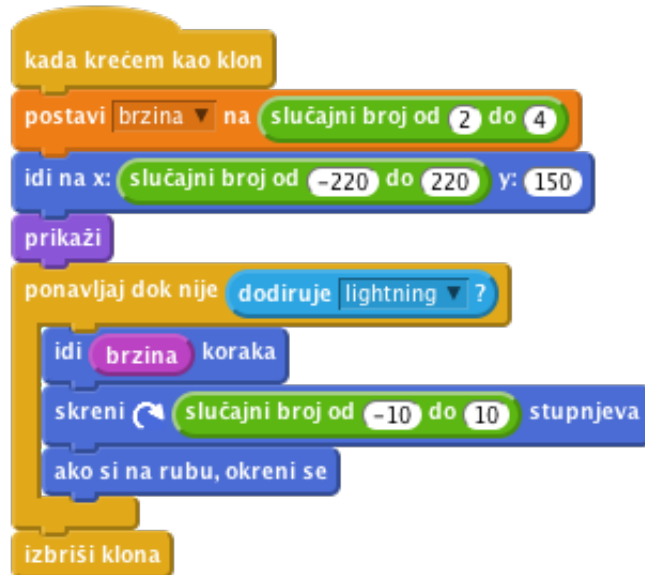 kada krećem kao klon
postavi brzina ▼ na slučajni broj od 2 do 4
idi na x: slučajni broj od -220 do 220 y: 150
prikaži
ponavljaj dok nije dodiruje lightning ▼ ?
idi brzina koraka
skreni slučajni broj od -10 do 10 stupnjeva
ako si na rubu, okreni se
izbriši klona